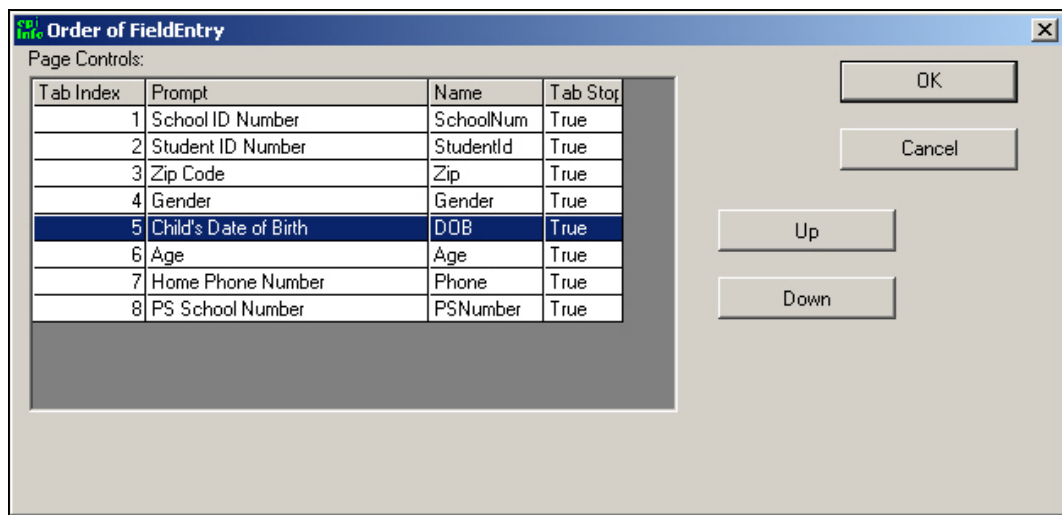 Epi Info Order of FieldEntry
Page Controls:
Tab Index Prompt Name Tab Stop
1 School ID Number SchoolNum True
2 Student ID Number StudentId True
3 Zip Code Zip True
4 Gender Gender True
5 Child's Date of Birth DOB True
6 Age Age True
7 Home Phone Number Phone True
8 PS School Number PSNumber True
OK
Cancel
Up
Down